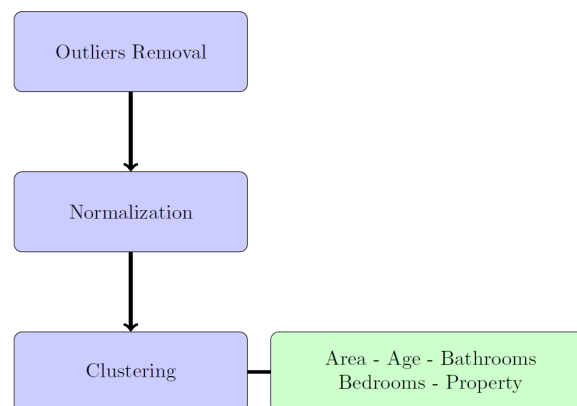 Outliers Removal
Normalization
Clustering
Area - Age - Bathrooms
Bedrooms - Property